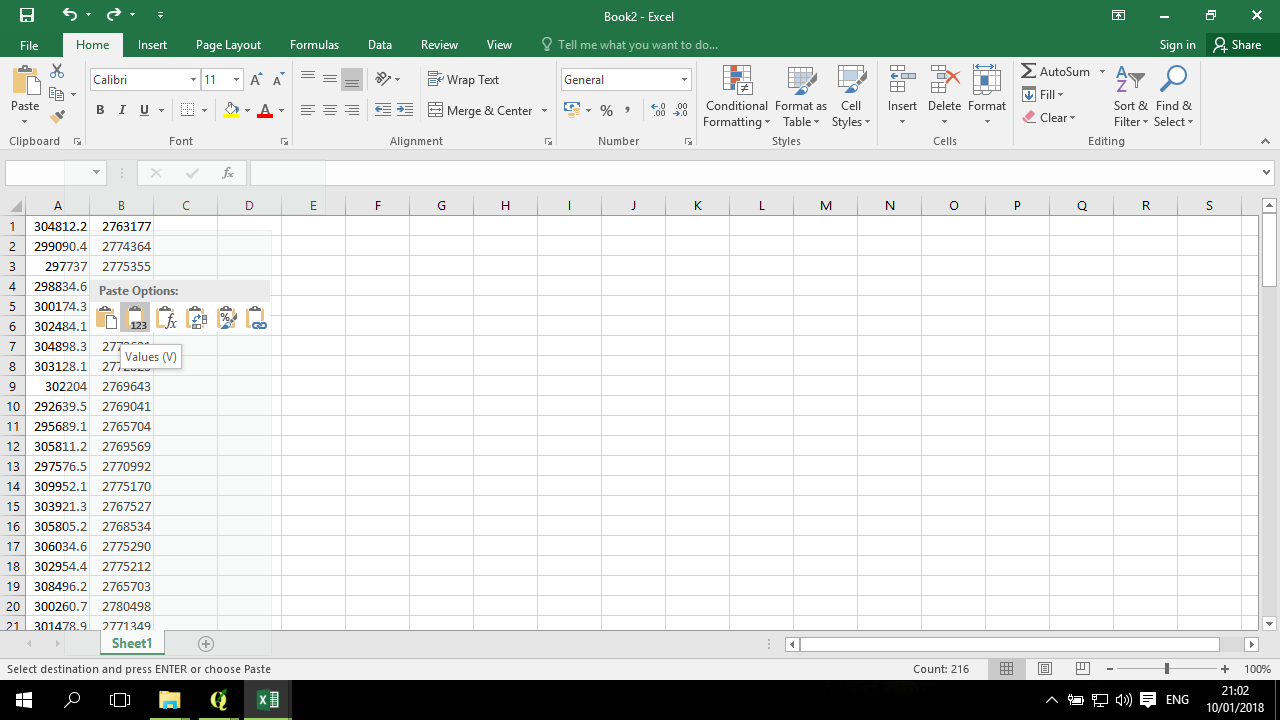 Book2 - Excel
File Home Insert Page Layout Formulas Data Review View Tell me what you want to do... Sign in Share
Paste
Clipboard
Calibri 11
B I U
Font
Wrap Text
Merge & Center
Alignment
General
Number
Conditional Formatting
Format as Table
Cell Styles
Styles
Insert
Delete
Format
Cells
AutoSum
Fill
Clear
Sort & Filter
Find & Select
Editing
fx
A B C D E F G H I J K L M N O P Q R S
1 304812.2 2763177
2 299090.4 2774364
3 297737 2775355
4 298834.6
Paste Options:
5 300174.3
6 302484.1
123
7 304898.3
Values (V)
8 303128.1
9 302204 2769643
10 292639.5 2769041
11 295689.1 2765704
12 305811.2 2769569
13 297576.5 2770992
14 309952.1 2775170
15 303921.3 2767527
16 305805.2 2768534
17 306034.6 2775290
18 302954.4 2775212
19 308496.2 2765703
20 300260.7 2780498
21 301478.9 2771349
Sheet1
Select destination and press ENTER or choose Paste Count: 216 100%
ENG
21:02
10/01/2018